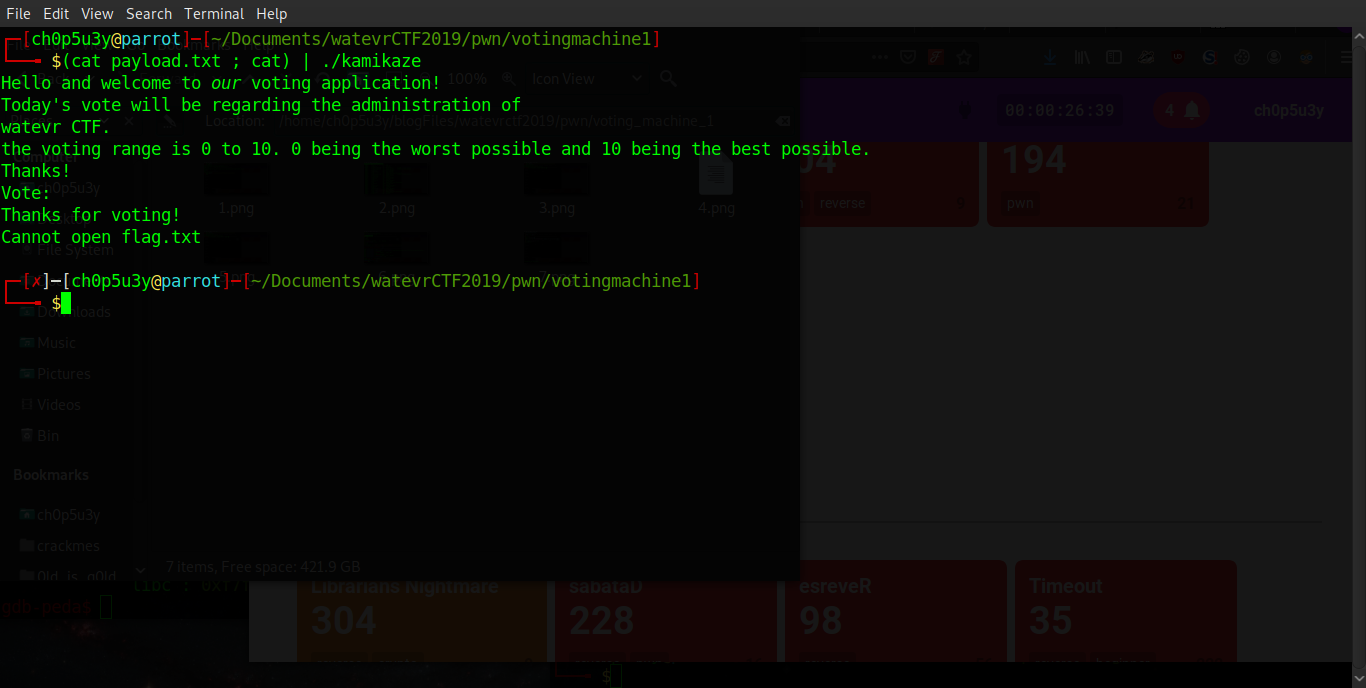 File Edit View Search Terminal Help
┌─[ch0p5u3y@parrot]─[~/Documents/watevrCTF2019/pwn/votingmachine1]
└──╼ $(cat payload.txt ; cat) | ./kamikaze
Hello and welcome to our voting application!
Today's vote will be regarding the administration of
watevr CTF.
the voting range is 0 to 10. 0 being the worst possible and 10 being the best possible.
Thanks!
Vote:
Thanks for voting!
Cannot open flag.txt
┌─[✗]─[ch0p5u3y@parrot]─[~/Documents/watevrCTF2019/pwn/votingmachine1]
└──╼ $
100% Icon View
Location: /home/ch0p5u3y/blogFiles/watevrctf2019/pwn/voting_machine_1
00:00:26:39 4 ch0p5u3y
04 194
reverse pwn
1.png 2.png 3.png 4.png
ch0p5u3y
File System
Downloads
Music
Pictures
Videos
Bin
Bookmarks
ch0p5u3y
crackmes
0ld_is_g0ld
7 items, Free space: 421.9 GB
gdb-peda$
Librarians Nightmare sabataD esreveR Timeout
304 228 98 35
$